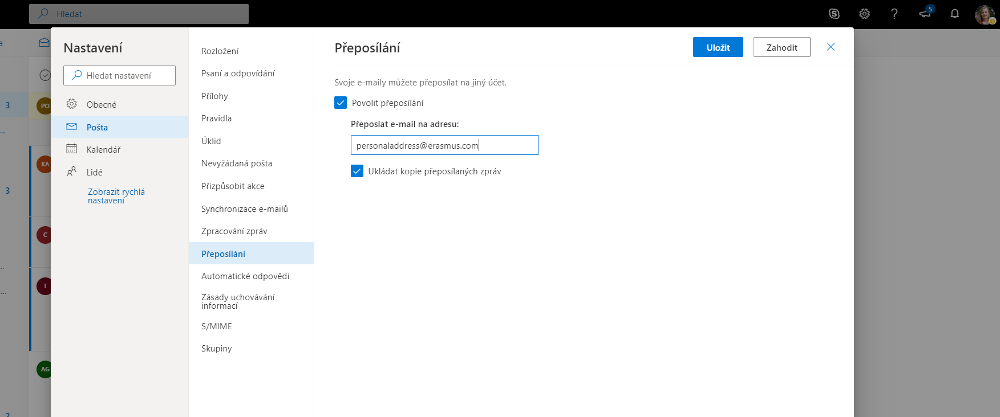 Hledat
5
a
Nastavení
Hledat nastavení
Obecné
Pošta
Kalendář
Lidé
Zobrazit rychlá
nastavení
3
PO
...
KA
3
C
...
T
...
AG
2
Rozložení
Psaní a odpovídání
Přílohy
Pravidla
Úklid
Nevyžádaná pošta
Přizpůsobit akce
Synchronizace e-mailů
Zpracování zpráv
Přeposílání
Automatické odpovědi
Zásady uchovávání
informací
S/MIME
Skupiny
Přeposílání
Uložit
Zahodit
Svoje e-maily můžete přeposílat na jiný účet.
Povolit přeposílání
Přeposlat e-mail na adresu:
personaladdress@erasmus.com
Ukládat kopie přeposílaných zpráv